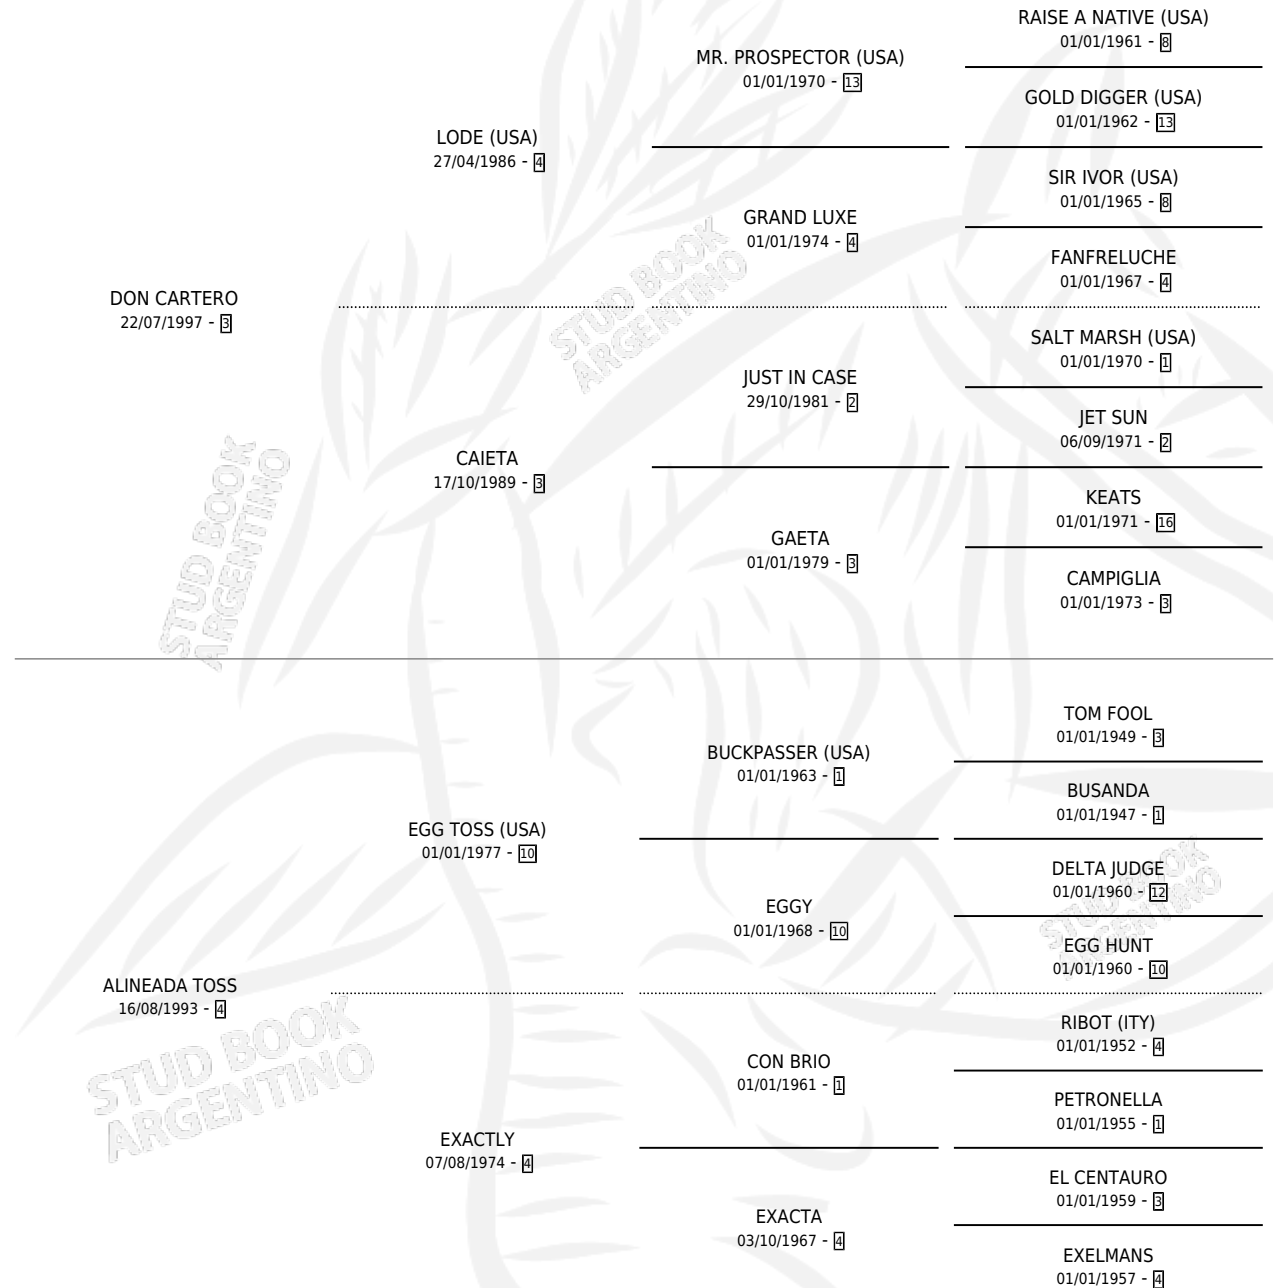 RAISE A NATIVE (USA)
01/01/1961 - 8
MR. PROSPECTOR (USA)
01/01/1970 - 13
GOLD DIGGER (USA)
01/01/1962 - 13
LODE (USA)
27/04/1986 - 4
SIR IVOR (USA)
01/01/1965 - 8
GRAND LUXE
01/01/1974 - 4
FANFRELUCHE
01/01/1967 - 4
DON CARTERO
22/07/1997 - 3
SALT MARSH (USA)
01/01/1970 - 1
JUST IN CASE
29/10/1981 - 2
JET SUN
06/09/1971 - 2
CAIETA
17/10/1989 - 3
KEATS
01/01/1971 - 16
GAETA
01/01/1979 - 3
CAMPIGLIA
01/01/1973 - 3
TOM FOOL
01/01/1949 - 3
BUCKPASSER (USA)
01/01/1963 - 1
BUSANDA
01/01/1947 - 1
EGG TOSS (USA)
01/01/1977 - 10
DELTA JUDGE
01/01/1960 - 12
EGGY
01/01/1968 - 10
EGG HUNT
01/01/1960 - 10
ALINEADA TOSS
16/08/1993 - 4
RIBOT (ITY)
01/01/1952 - 4
CON BRIO
01/01/1961 - 1
PETRONELLA
01/01/1955 - 1
EXACTLY
07/08/1974 - 4
EL CENTAURO
01/01/1959 - 3
EXACTA
03/10/1967 - 4
EXELMANS
01/01/1957 - 4
STUD BOOK
ARGENTINO
STUD BOOK
ARGENTINO
STUD BOOK
ARGENTINO
STUD BOOK
ARGENTINO